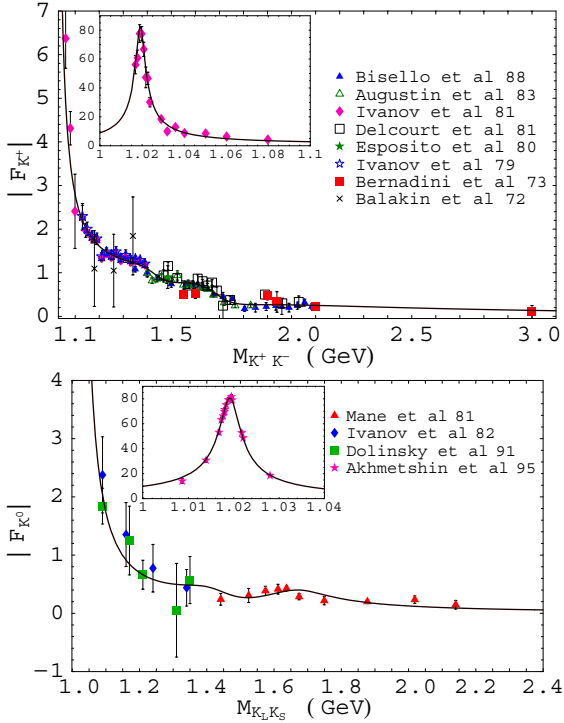 7
6
5
4
3
2
1
0
| F_K⁺ |
80
60
40
20
0
1 1.02 1.04 1.06 1.08 1.1
Bisello et al 88
Augustin et al 83
Ivanov et al 81
Delcourt et al 81
Esposito et al 80
Ivanov et al 79
Bernadini et al 73
Balakin et al 72
1.1 1.6 2.0 2.4 3.0
M_K⁺ K⁻ (GeV)
4
3
2
1
0
−1
| F_K⁰ |
80
60
40
20
0
1 1.01 1.02 1.03 1.04
Mane et al 81
Ivanov et al 82
Dolinsky et al 91
Akhmetshin et al 95
1.0 1.2 1.4 1.6 1.8 2.0 2.2 2.4
M_K_L K_S (GeV)